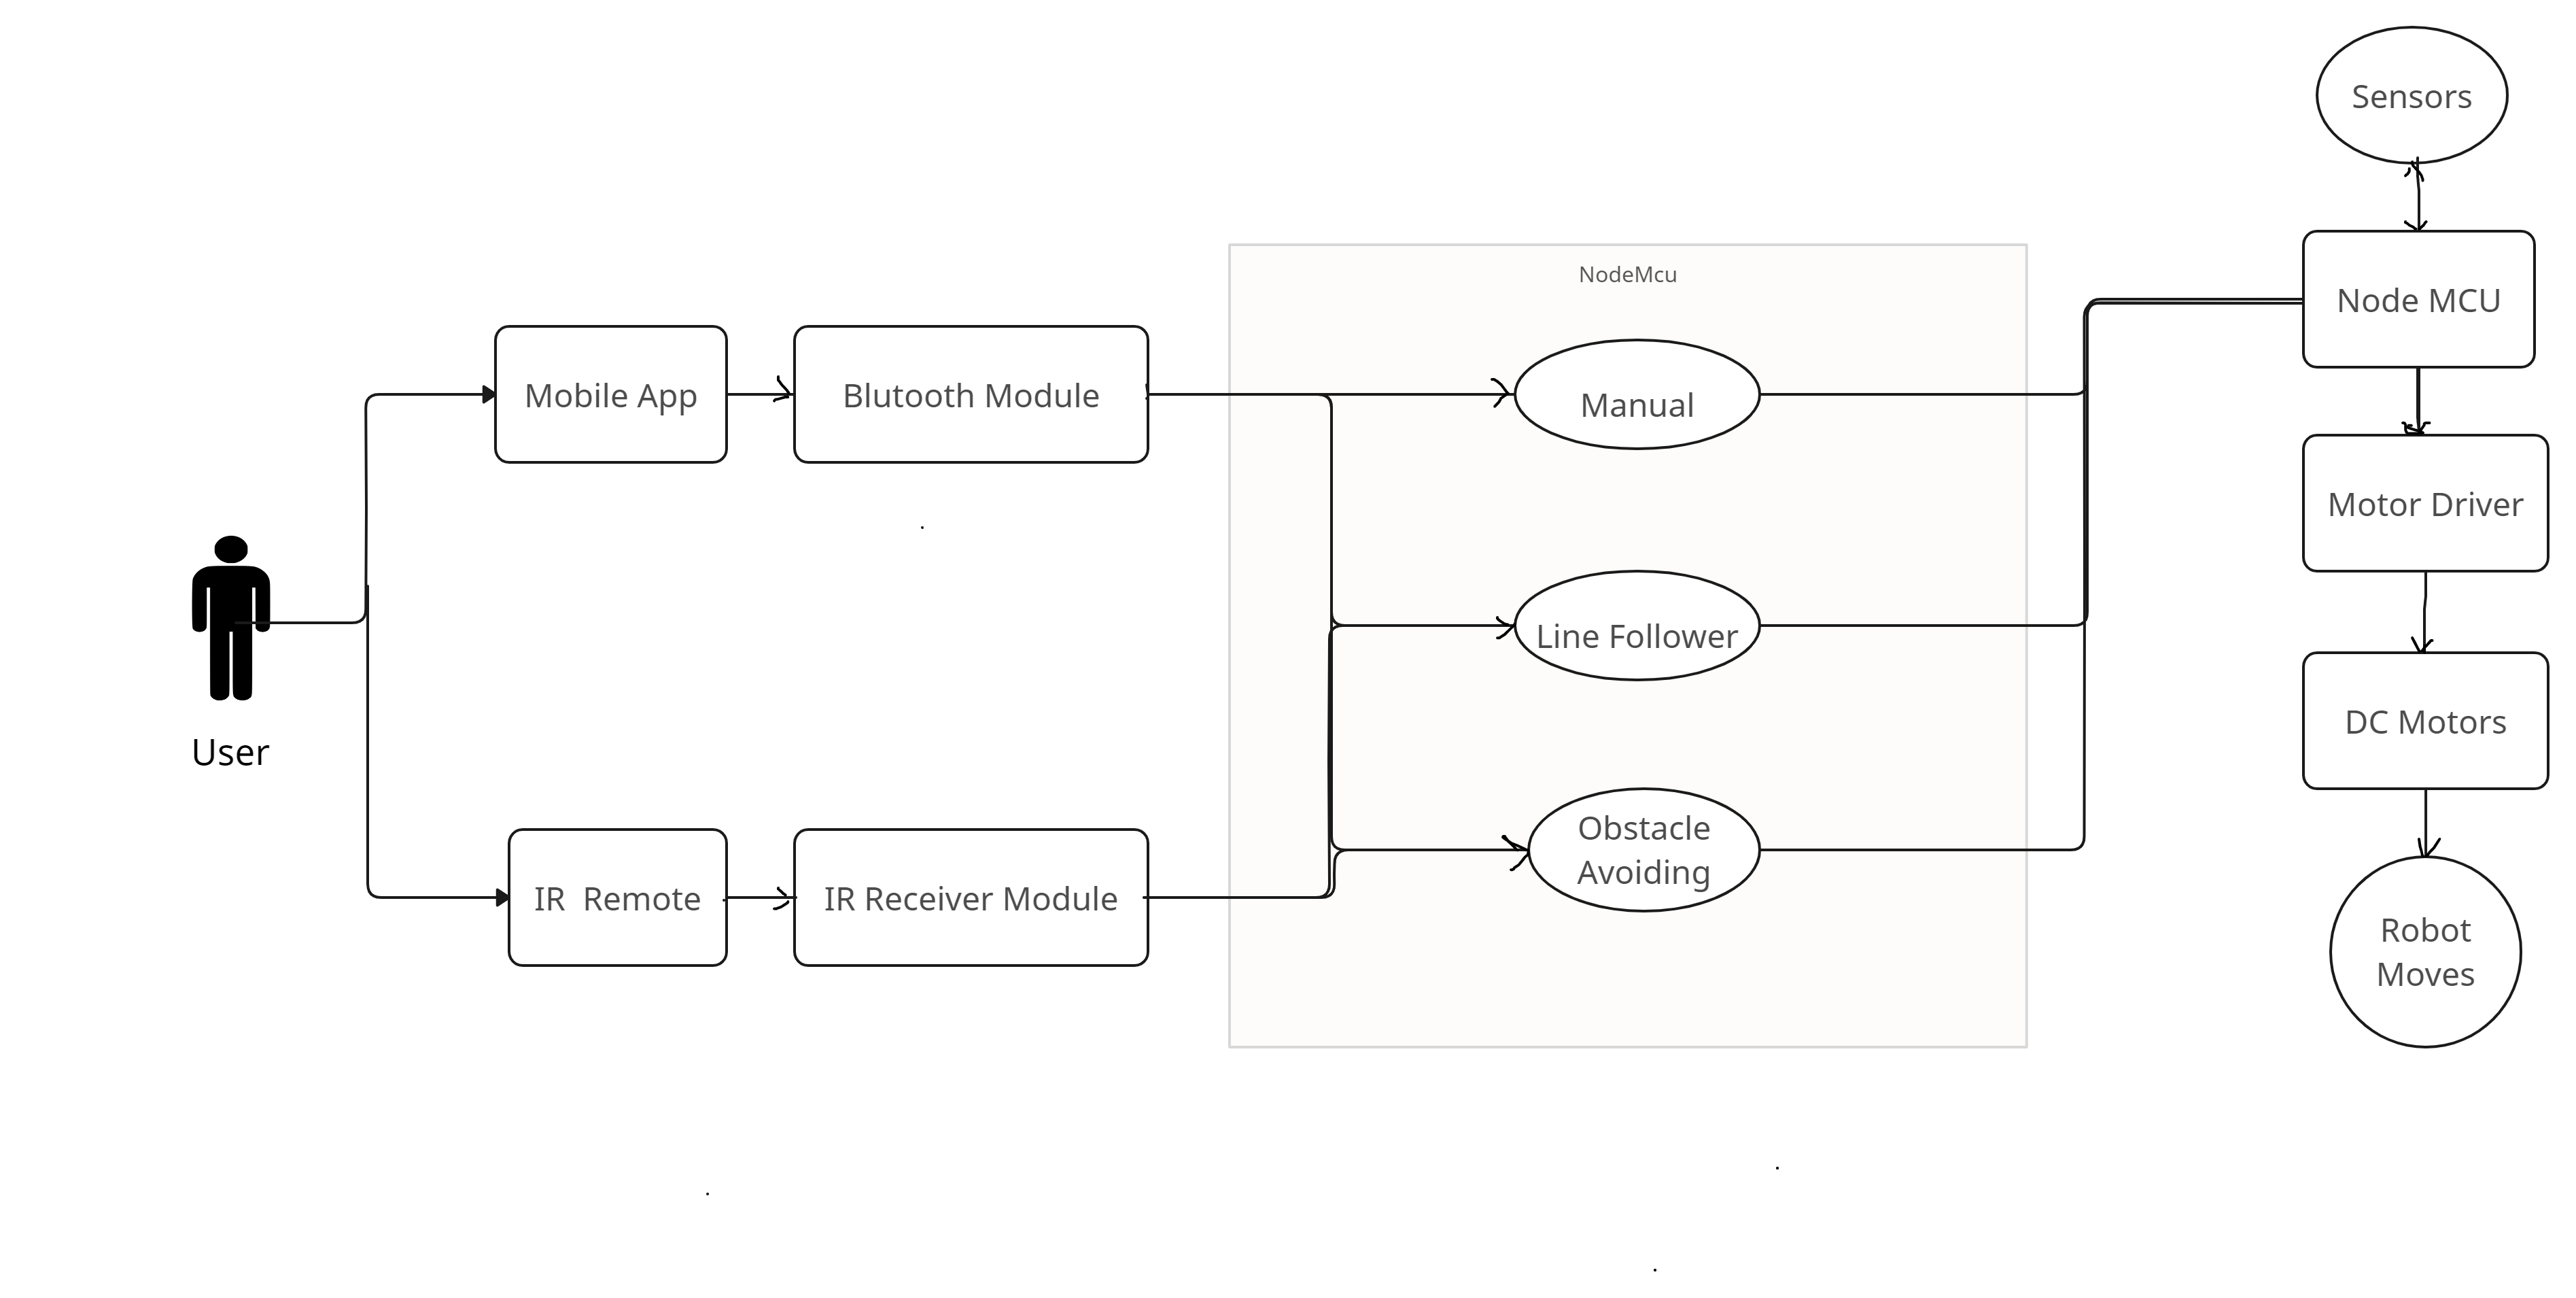 Sensors
NodeMcu
Node MCU
Mobile App
Blutooth Module
Manual
Motor Driver
Line Follower
User
DC Motors
Obstacle
Avoiding
IR  Remote
IR Receiver Module
Robot
Moves